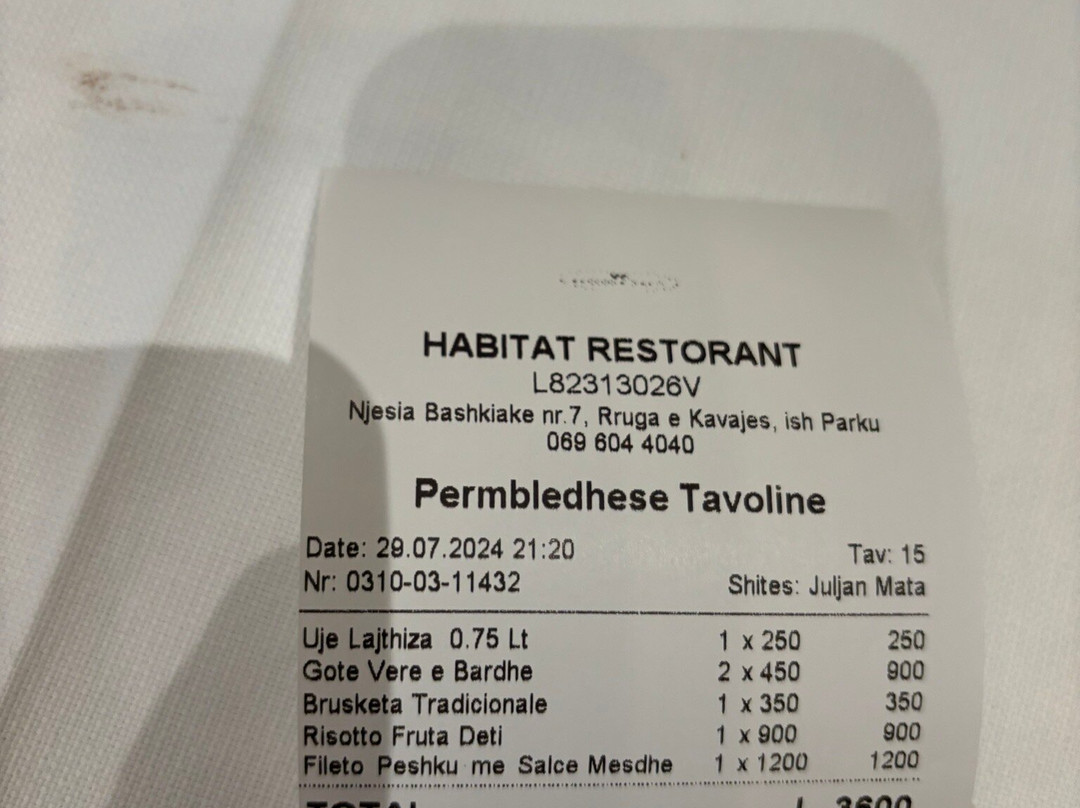 HABITAT RESTORANT
L82313026V
Njesia Bashkiake nr.7, Rruga e Kavajes, ish Parku
069 604 4040
Permbledhese Tavoline
Date: 29.07.2024 21:20 Tav: 15
Nr: 0310-03-11432 Shites: Juljan Mata
Uje Lajthiza 0.75 Lt 1 x 250 250
Gote Vere e Bardhe 2 x 450 900
Brusketa Tradicionale 1 x 350 350
Risotto Fruta Deti 1 x 900 900
Fileto Peshku me Salce Mesdhe 1 x 1200 1200
TOTAL L 3600